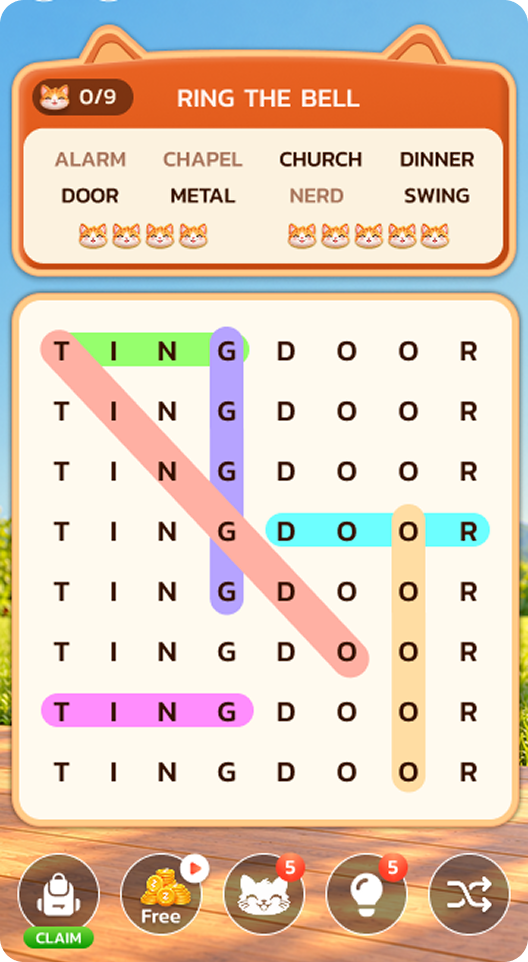 0/9 RING THE BELL
ALARM CHAPEL CHURCH DINNER
DOOR METAL NERD SWING
T I N G D O O R
T I N G D O O R
T I N G D O O R
T I N G D O O R
T I N G D O O R
T I N G D O O R
T I N G D O O R
T I N G D O O R
5 5
Free
CLAIM